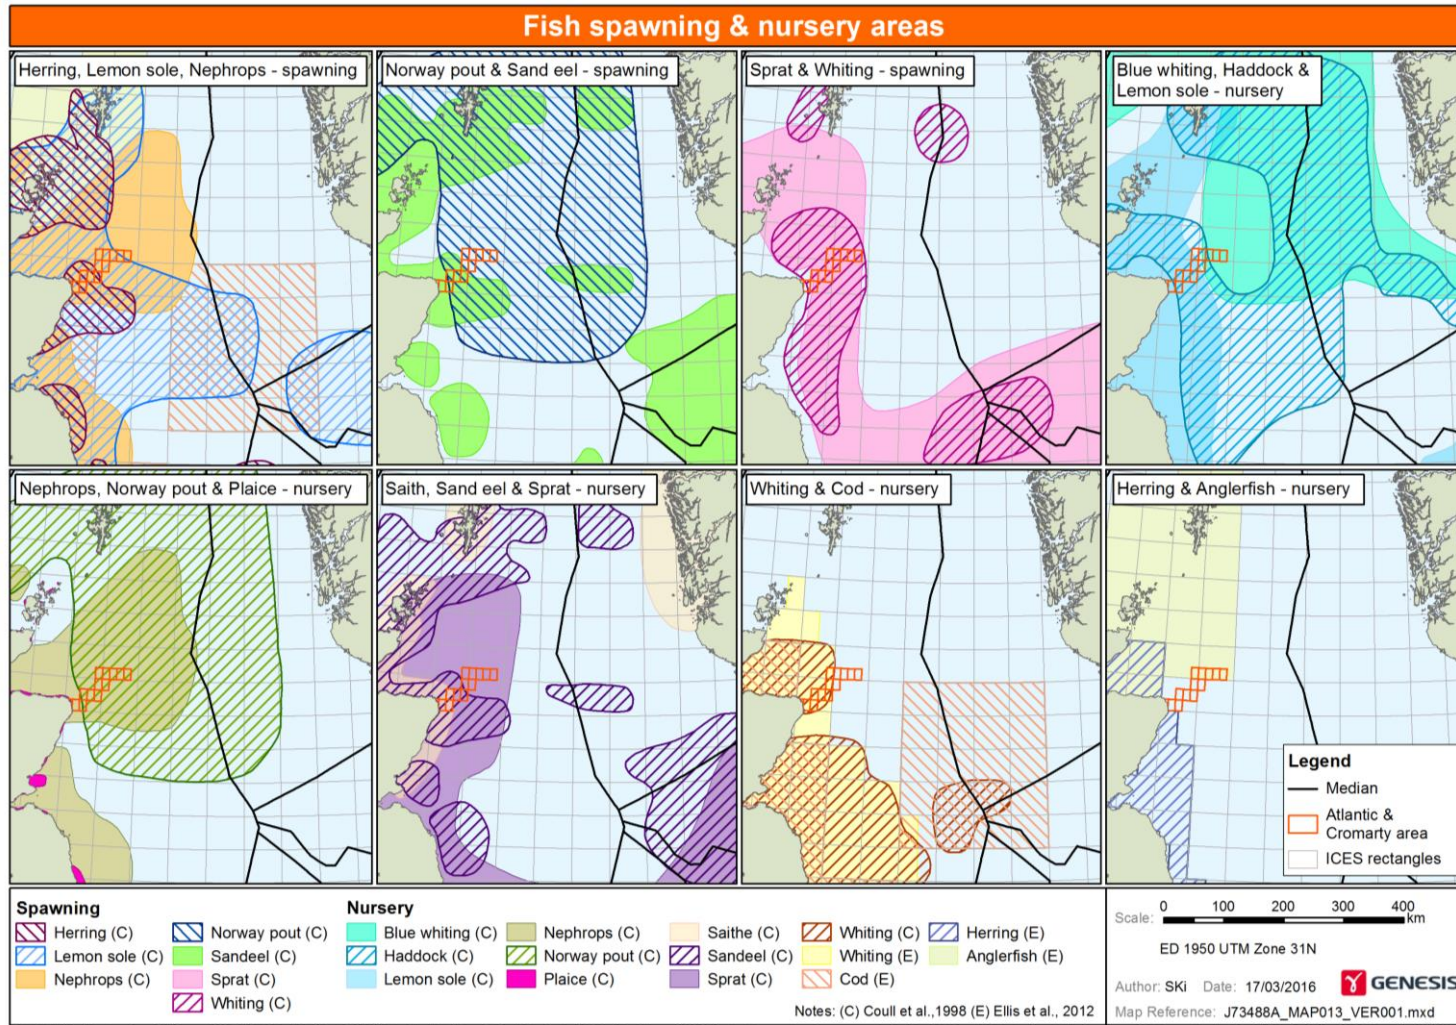 Fish spawning & nursery areas
Herring, Lemon sole, Nephrops - spawning
Norway pout & Sand eel - spawning
Sprat & Whiting - spawning
Blue whiting, Haddock &
Lemon sole - nursery
Nephrops, Norway pout & Plaice - nursery
Saith, Sand eel & Sprat - nursery
Whiting & Cod - nursery
Herring & Anglerfish - nursery
Legend
Median
Atlantic &
Cromarty area
ICES rectangles
Spawning
Herring (C)
Lemon sole (C)
Nephrops (C)
Norway pout (C)
Sandeel (C)
Sprat (C)
Whiting (C)
Nursery
Blue whiting (C)
Haddock (C)
Lemon sole (C)
Nephrops (C)
Norway pout (C)
Plaice (C)
Saithe (C)
Sandeel (C)
Sprat (C)
Whiting (C)
Whiting (E)
Cod (E)
Herring (E)
Anglerfish (E)
Notes: (C) Coull et al.,1998 (E) Ellis et al., 2012
Scale: 0 100 200 300 400 km
ED 1950 UTM Zone 31N
Author: SKi Date: 17/03/2016
GENESIS
Map Reference: J73488A_MAP013_VER001.mxd